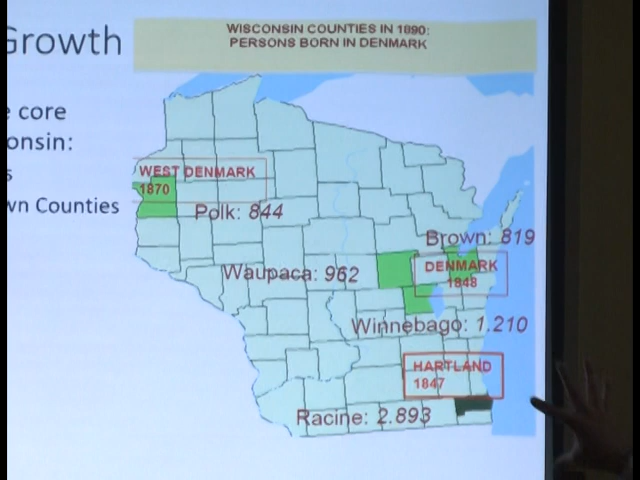 Growth
WISCONSIN COUNTIES IN 1890:
PERSONS BORN IN DENMARK
core
onsin:
s
wn Counties
WEST DENMARK
1870
Polk: 844
Brown: 819
Waupaca: 962
DENMARK
1848
Winnebago: 1.210
HARTLAND
1847
Racine: 2.893